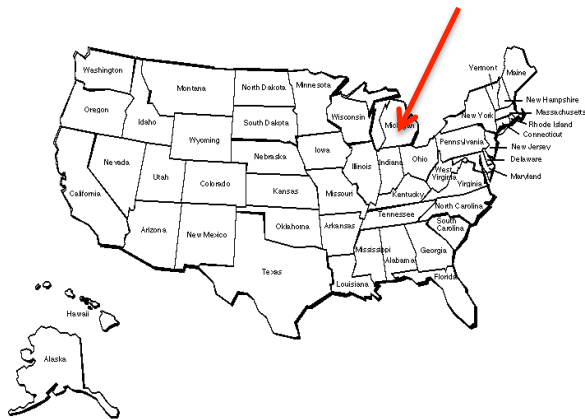 Washington
Oregon
California
Nevada
Idaho
Montana
Wyoming
Utah
Arizona
Colorado
New Mexico
North Dakota
South Dakota
Nebraska
Kansas
Oklahoma
Texas
Minnesota
Iowa
Missouri
Arkansas
Louisiana
Wisconsin
Illinois
Indiana
Ohio
Kentucky
Tennessee
Mississippi
Alabama
Georgia
Florida
South
Carolina
North Carolina
Virginia
West
Virginia
Pennsylvania
New York
Vermont
Maine
New Hampshire
Massachusetts
Rhode Island
Connecticut
New Jersey
Delaware
Maryland
Hawaii
Alaska